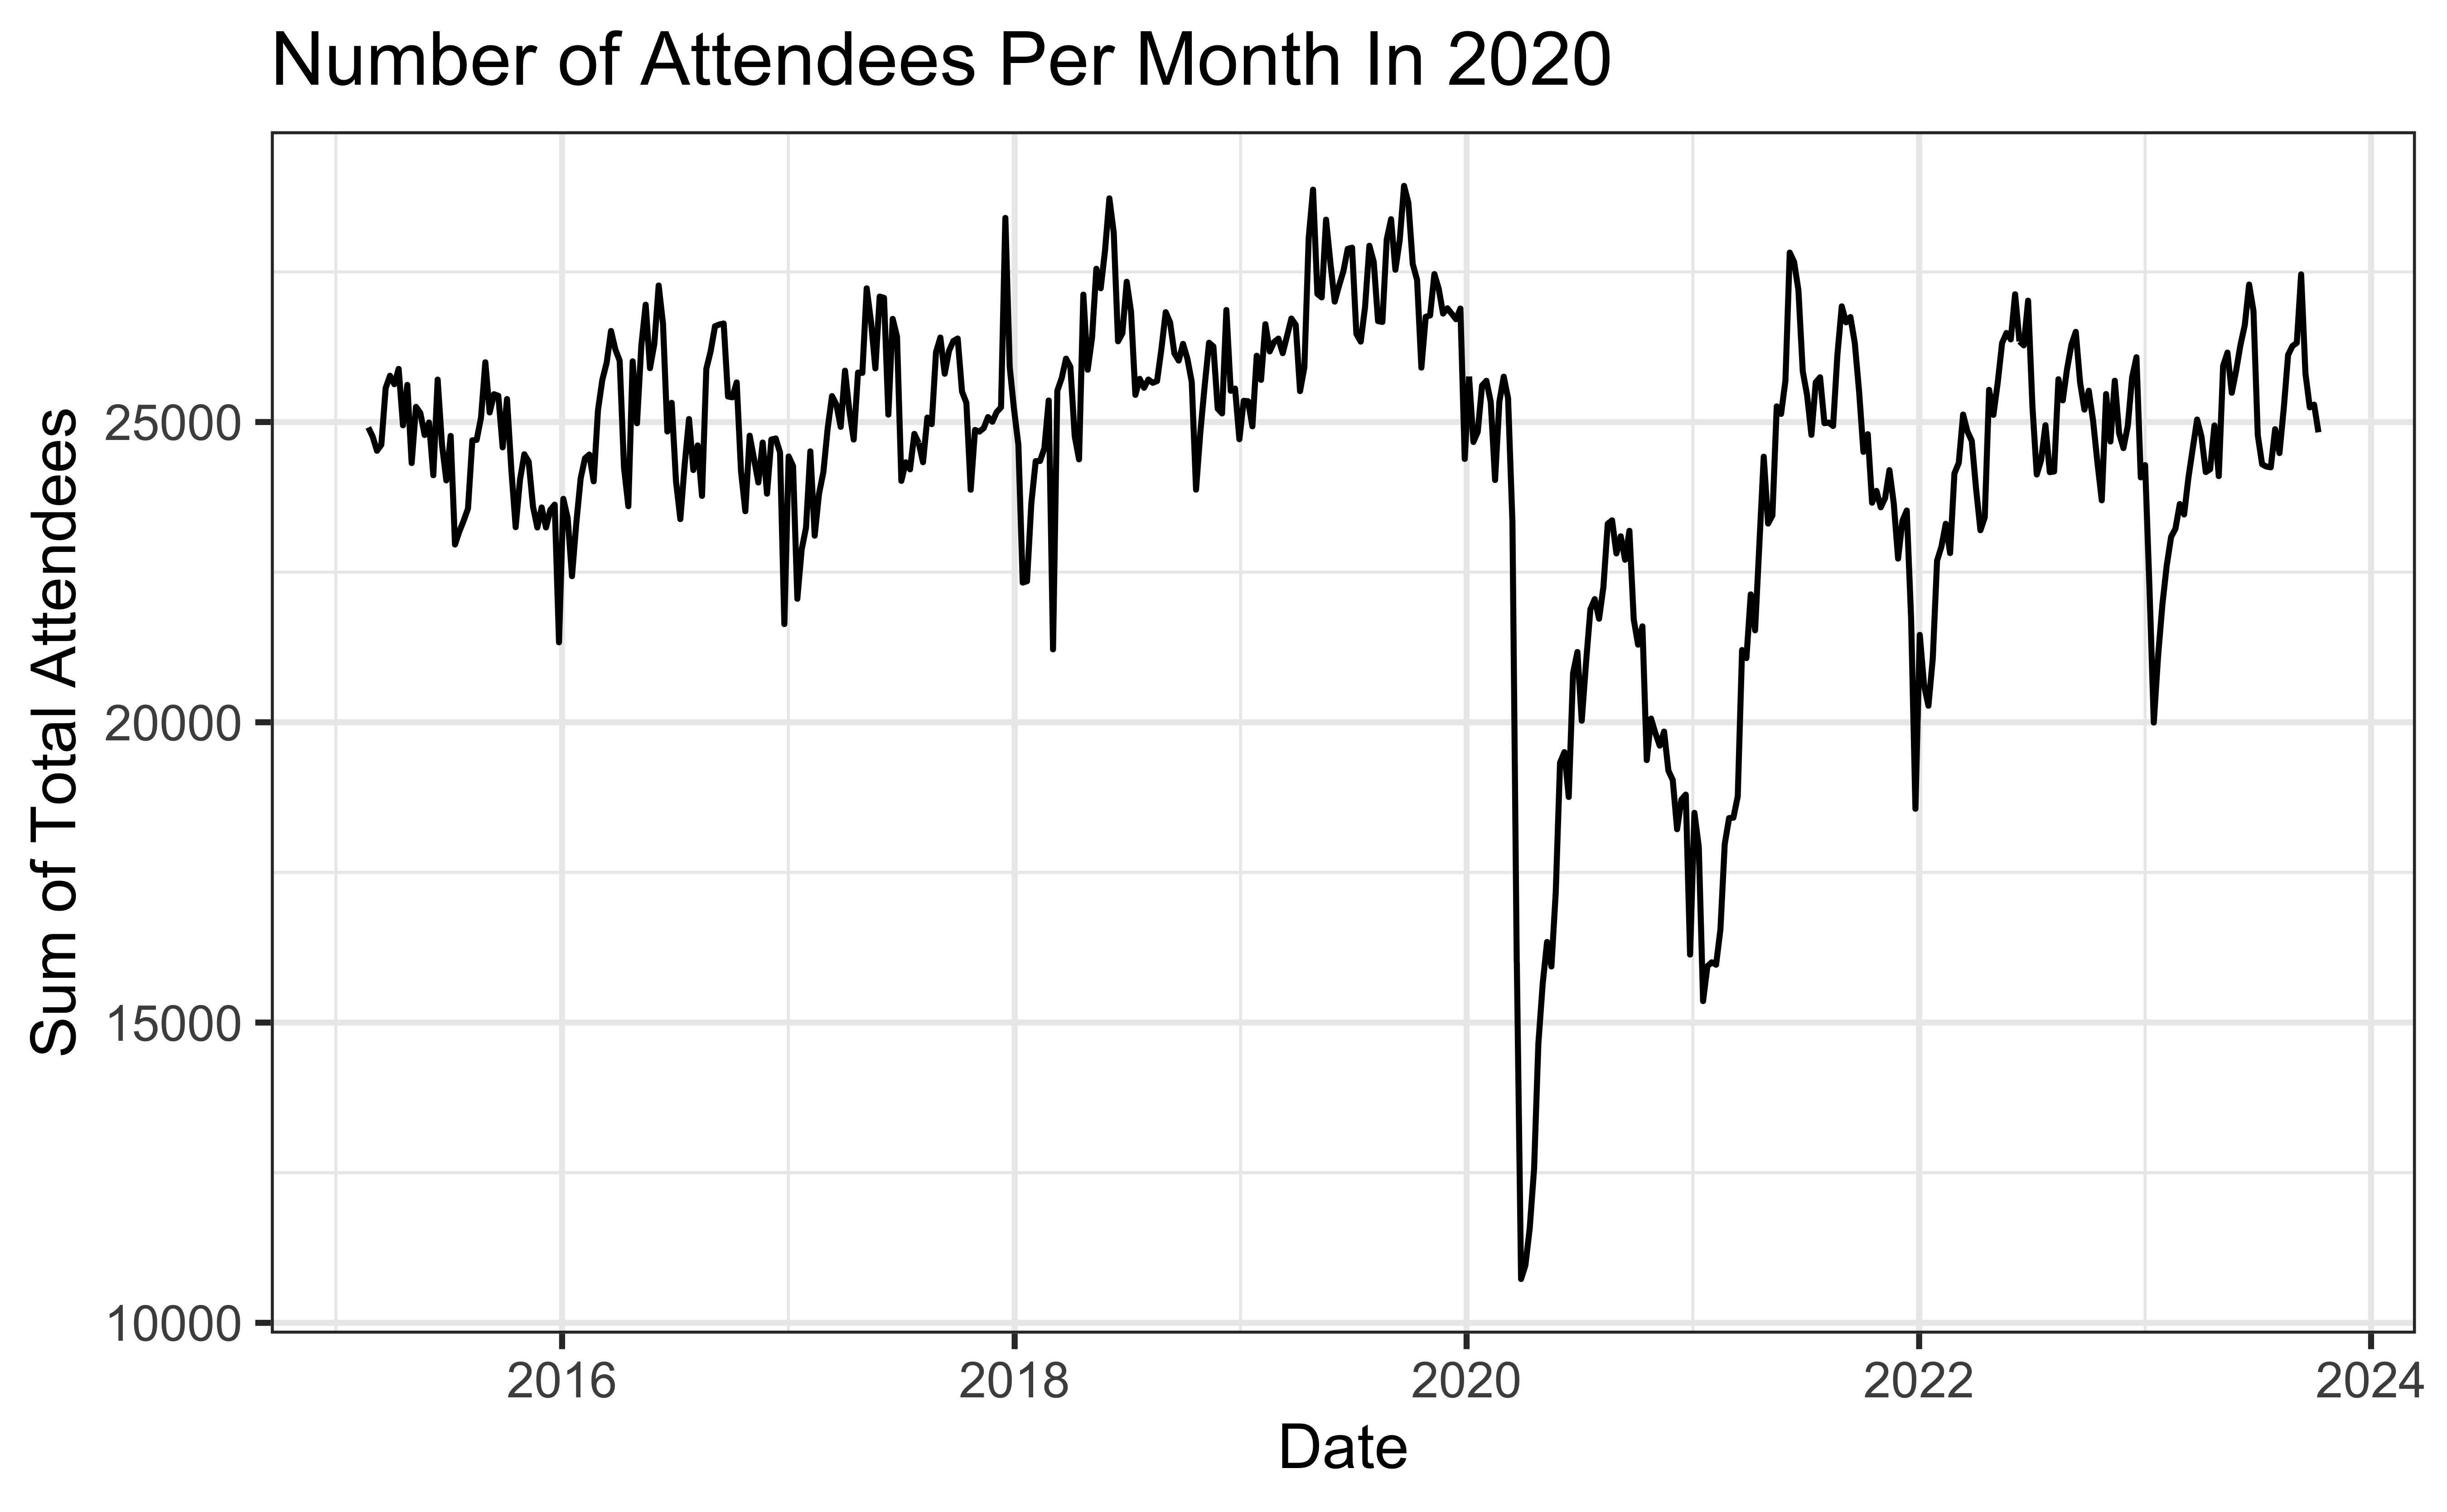 Number of Attendees Per Month In 2020
Sum of Total Attendees
25000
20000
15000
10000
2016 2018 2020 2022 2024
Date